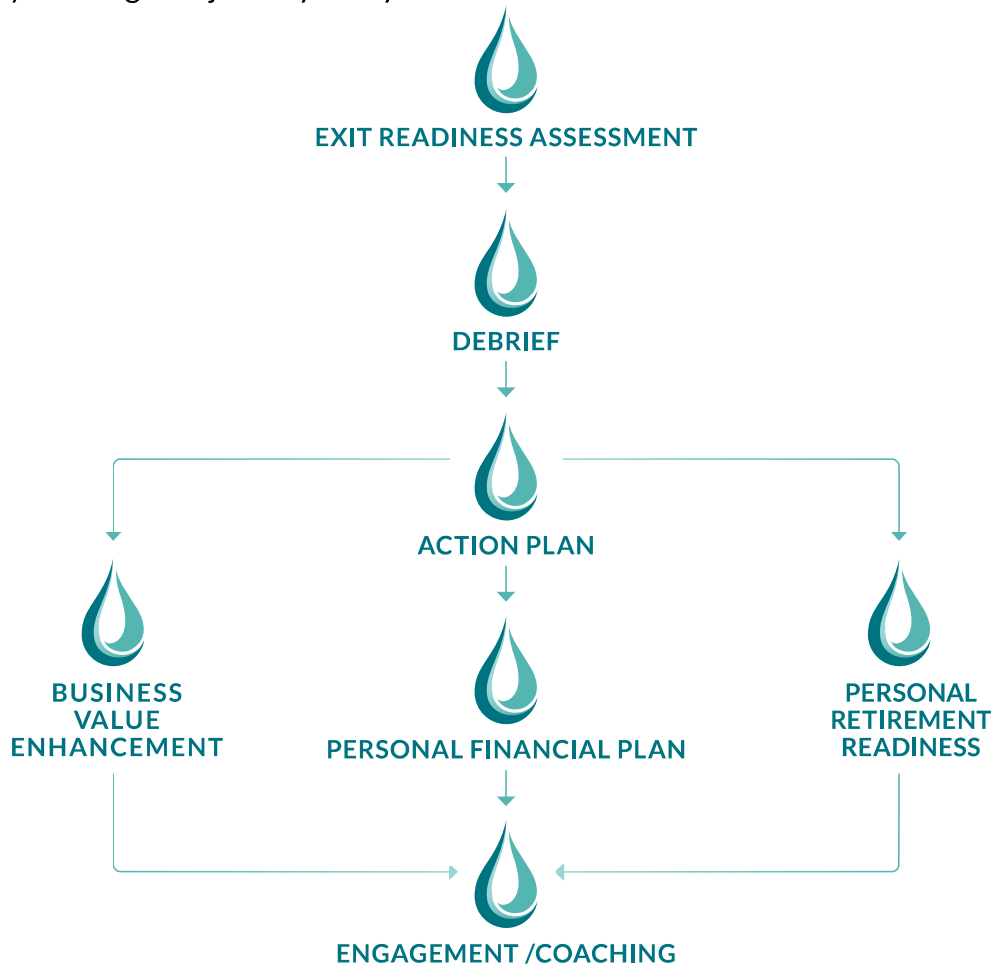 EXIT READINESS ASSESSMENT
DEBRIEF
ACTION PLAN
BUSINESS
VALUE
ENHANCEMENT
PERSONAL FINANCIAL PLAN
PERSONAL
RETIREMENT
READINESS
ENGAGEMENT /COACHING